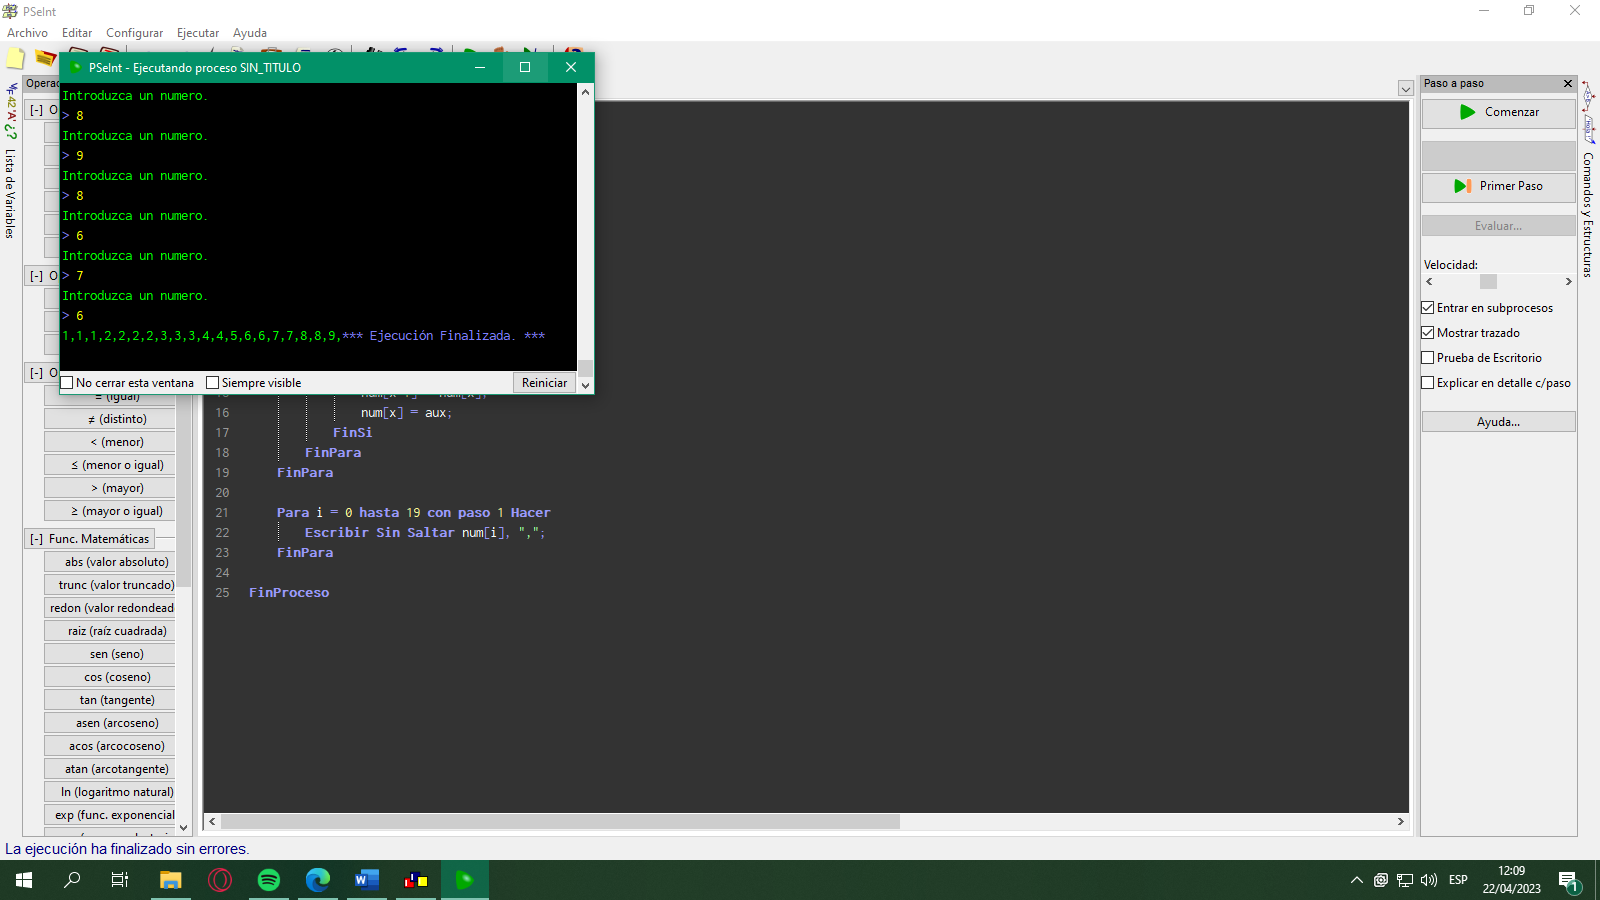 PSeInt
Archivo Editar Configurar Ejecutar Ayuda
PSeInt - Ejecutando proceso SIN_TITULO
Introduzca un numero.
> 8
Introduzca un numero.
> 9
Introduzca un numero.
> 8
Introduzca un numero.
> 6
Introduzca un numero.
> 7
Introduzca un numero.
> 6
1,1,1,2,2,2,2,3,3,3,4,4,5,6,6,7,7,8,8,9,*** Ejecución Finalizada. ***
No cerrar esta ventana Siempre visible Reiniciar
Lista de Variables
[-] O
[-] O
[-] O
= (igual)
≠ (distinto)
< (menor)
≤ (menor o igual)
> (mayor)
≥ (mayor o igual)
[-] Func. Matemáticas
abs (valor absoluto)
trunc (valor truncado)
redon (valor redondead
raiz (raíz cuadrada)
sen (seno)
cos (coseno)
tan (tangente)
asen (arcoseno)
acos (arcocoseno)
atan (arcotangente)
ln (logaritmo natural)
exp (func. exponencial
16 num[x] = aux;
17 FinSi
18 FinPara
19 FinPara
20
21 Para i = 0 hasta 19 con paso 1 Hacer
22 Escribir Sin Saltar num[i], ",";
23 FinPara
24
25 FinProceso
Paso a paso
Comenzar
Primer Paso
Evaluar...
Velocidad:
Entrar en subprocesos
Mostrar trazado
Prueba de Escritorio
Explicar en detalle c/paso
Ayuda...
Comandos y Estructuras
La ejecución ha finalizado sin errores.
ESP
12:09
22/04/2023
1